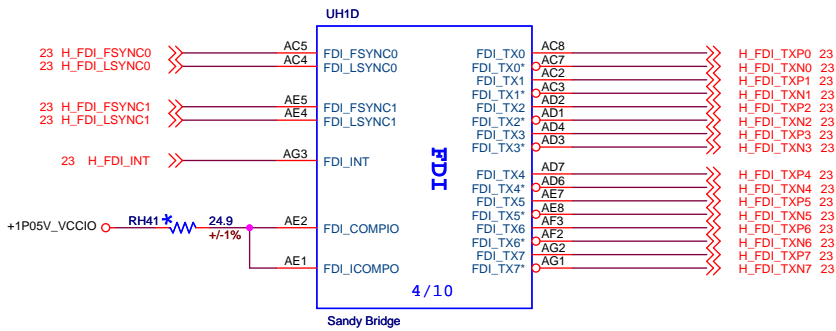 UH1D
23 H_FDI_FSYNC0 AC5 FDI_FSYNC0 FDI_TX0 AC8 H_FDI_TXP0 23
23 H_FDI_LSYNC0 AC4 FDI_LSYNC0 FDI_TX0* AC7 H_FDI_TXN0 23
FDI_TX1 AC2 H_FDI_TXP1 23
FDI_TX1* AC3 H_FDI_TXN1 23
23 H_FDI_FSYNC1 AE5 FDI_FSYNC1 FDI_TX2 AD2 H_FDI_TXP2 23
23 H_FDI_LSYNC1 AE4 FDI_LSYNC1 FDI_TX2* AD1 H_FDI_TXN2 23
FDI_TX3 AD4 H_FDI_TXP3 23
FDI_TX3* AD3 H_FDI_TXN3 23
23 H_FDI_INT AG3 FDI_INT
FDI
FDI_TX4 AD7 H_FDI_TXP4 23
FDI_TX4* AD6 H_FDI_TXN4 23
FDI_TX5 AE7 H_FDI_TXP5 23
FDI_TX5* AE8 H_FDI_TXN5 23
+1P05V_VCCIO RH41 * 24.9 AE2 FDI_COMPIO FDI_TX6 AF3 H_FDI_TXP6 23
+/-1% FDI_TX6* AF2 H_FDI_TXN6 23
FDI_TX7 AG2 H_FDI_TXP7 23
AE1 FDI_ICOMPO FDI_TX7* AG1 H_FDI_TXN7 23
4/10
Sandy Bridge